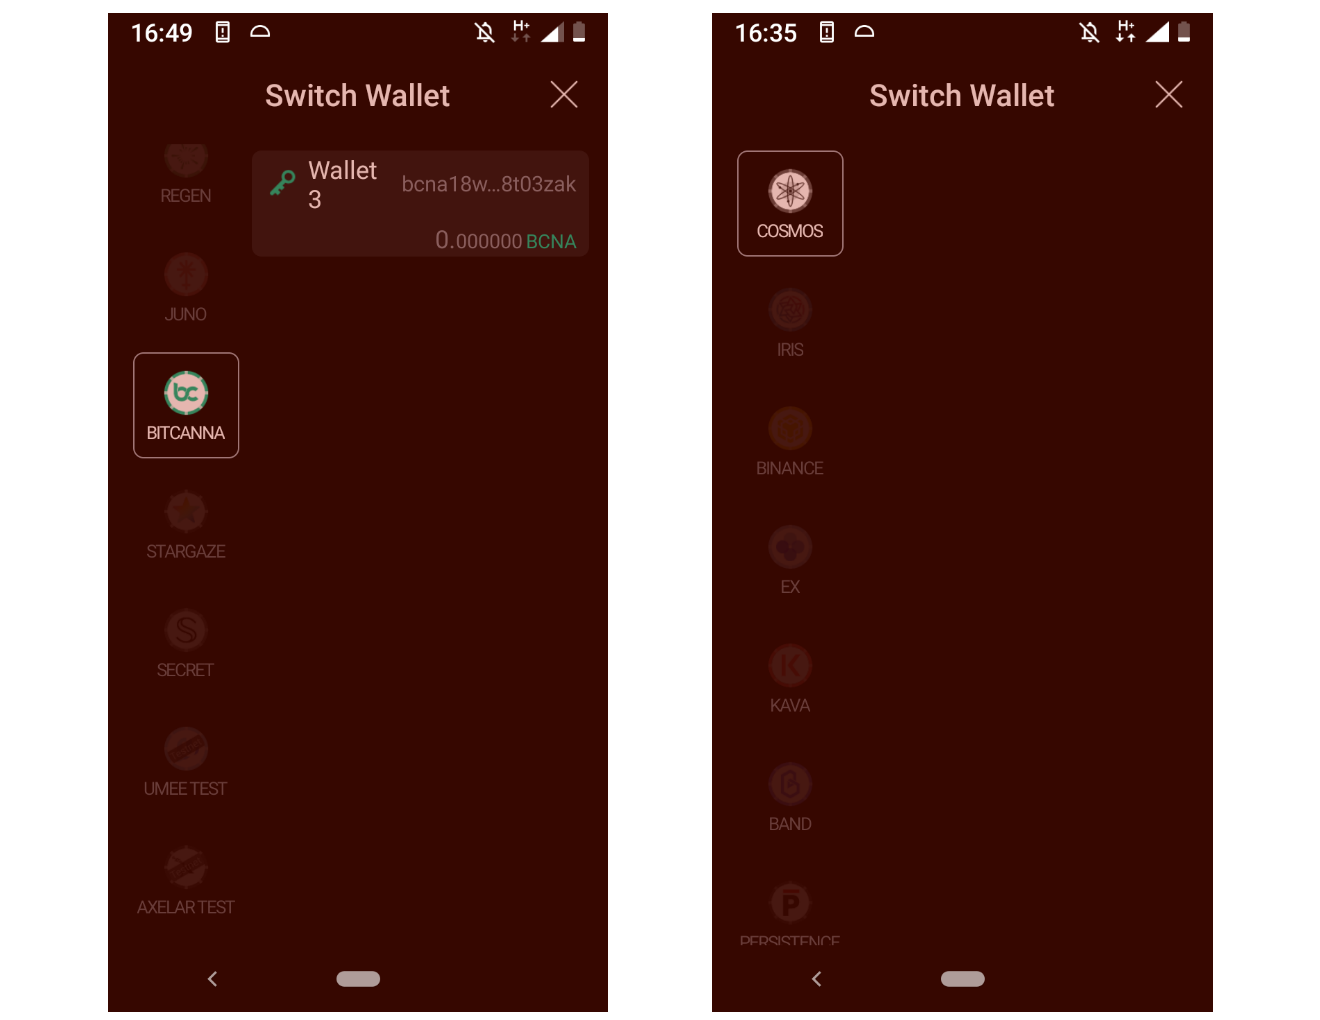 16:49
H+
Switch Wallet
REGEN
Wallet
3
bcna18w...8t03zak
0.000000 BCNA
JUNO
bc
BITCANNA
STARGAZE
S
SECRET
UMEE TEST
AXELAR TEST
16:35
H+
Switch Wallet
COSMOS
IRIS
BINANCE
EX
K
KAVA
B
BAND
P
PERSISTENCE